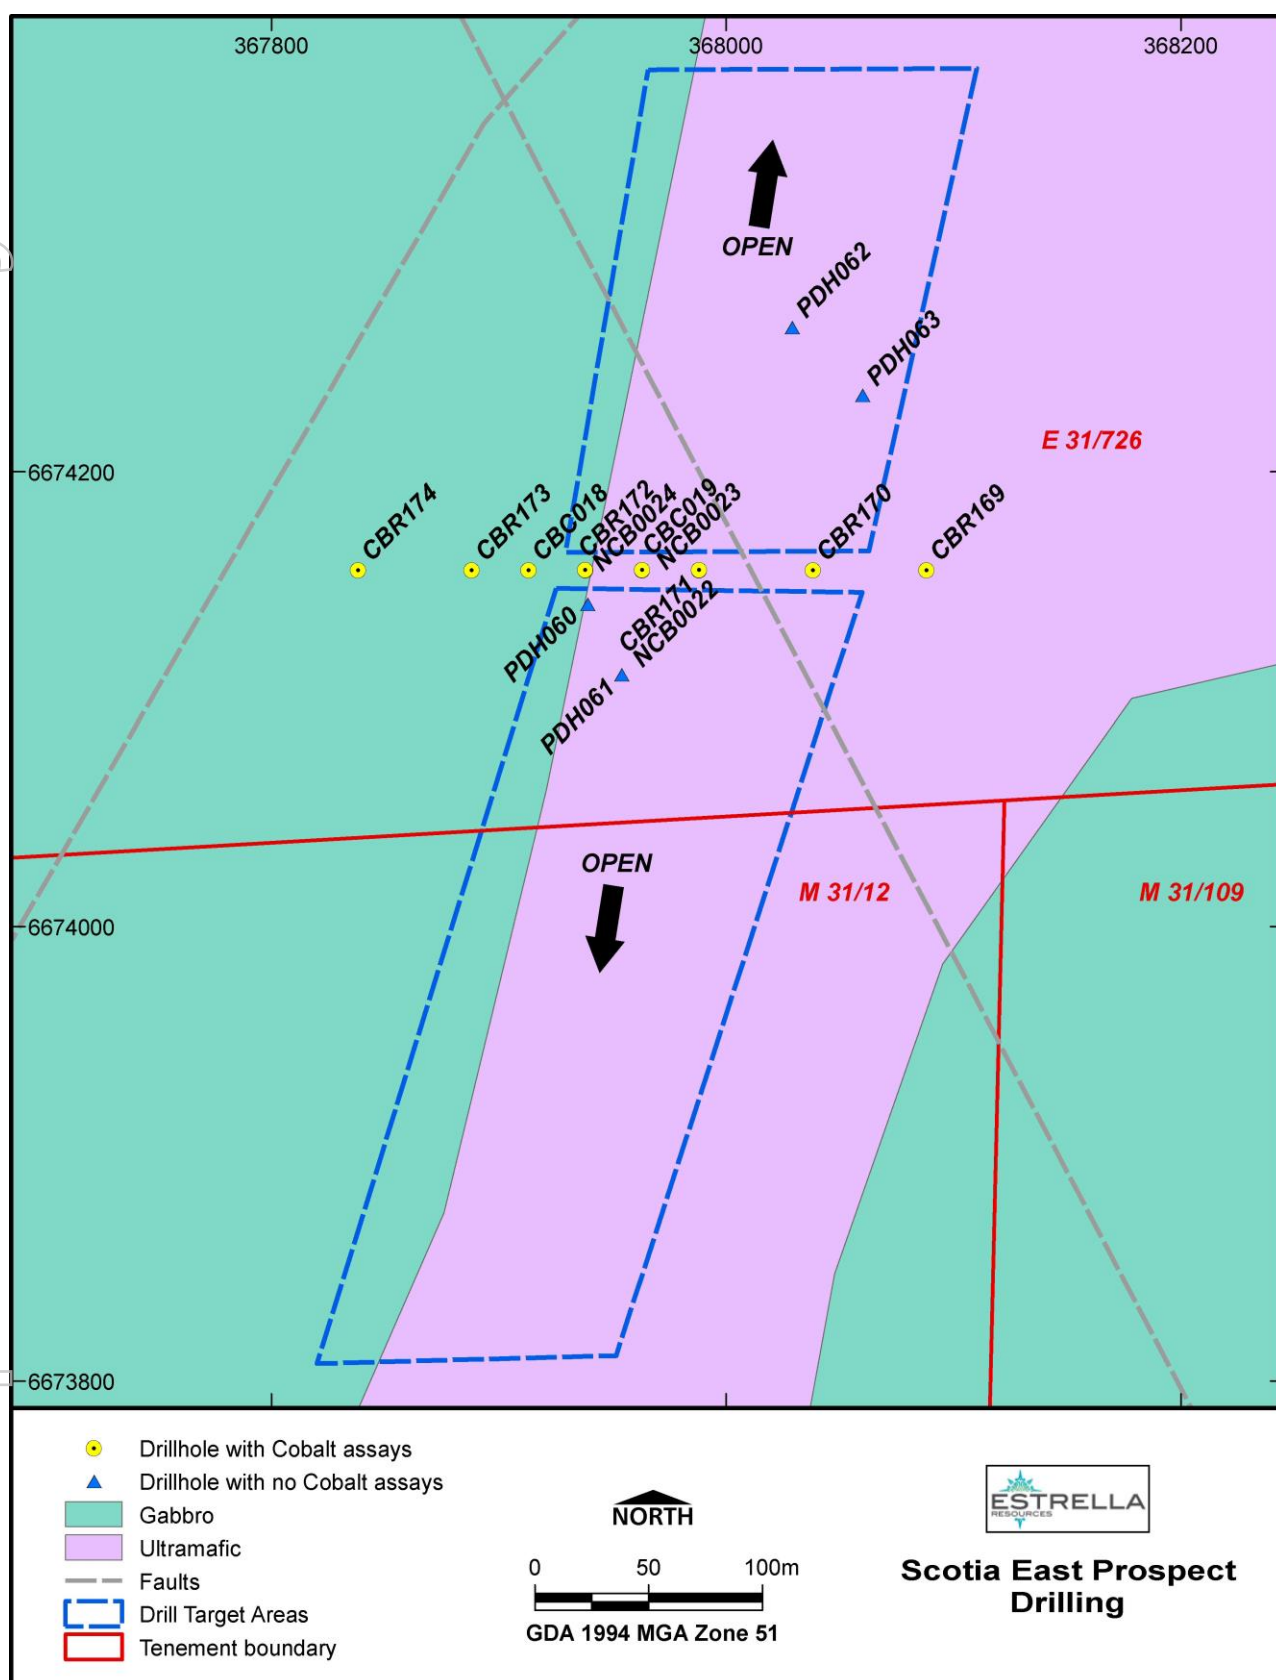 367800
368000
368200
OPEN
PDH062
PDH063
E 31/726
6674200
CBR174
CBR173
CBC018
CBR172
NCB0024
CBC019
NCB0023
CBR170
CBR169
PDH060
CBR171
NCB0022
PDH061
OPEN
M 31/12
M 31/109
6674000
6673800
Drillhole with Cobalt assays
Drillhole with no Cobalt assays
Gabbro
Ultramafic
Faults
Drill Target Areas
Tenement boundary
NORTH
0 50 100m
GDA 1994 MGA Zone 51
ESTRELLA
RESOURCES
Scotia East Prospect
Drilling